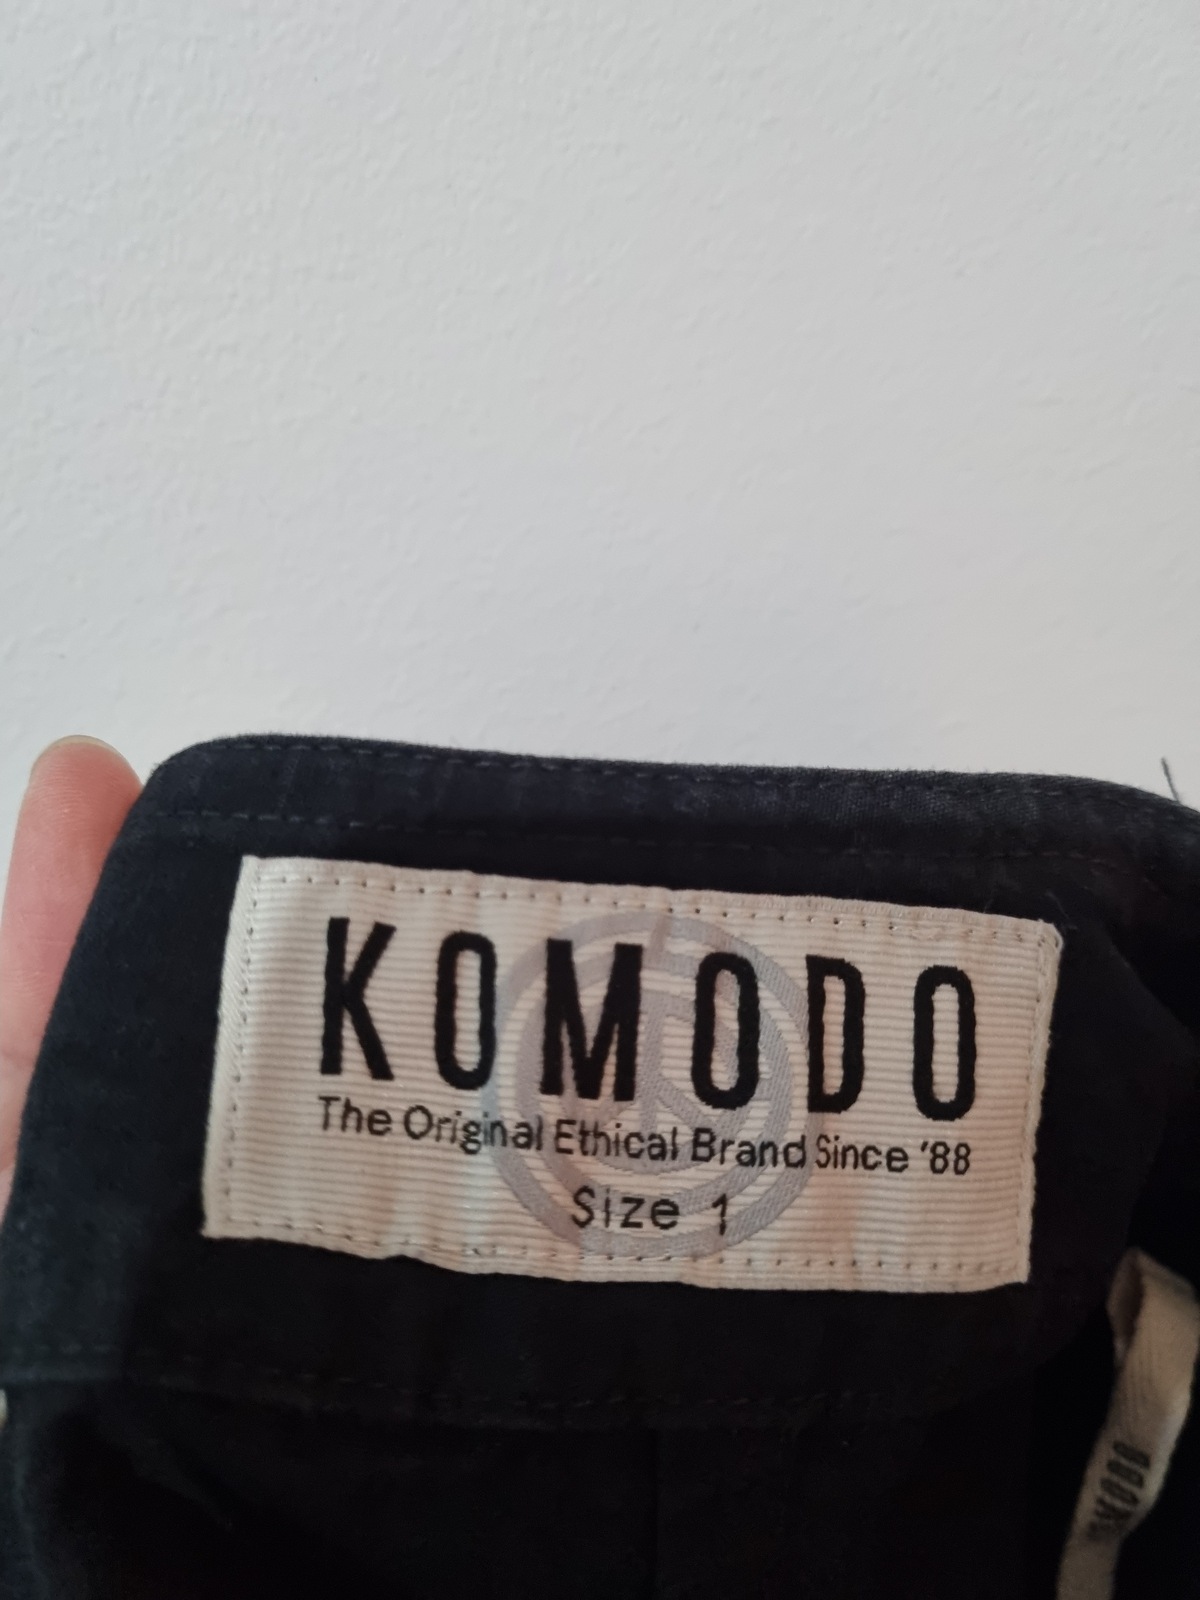 KOMODO
The Original Ethical Brand Since '88
Size 1